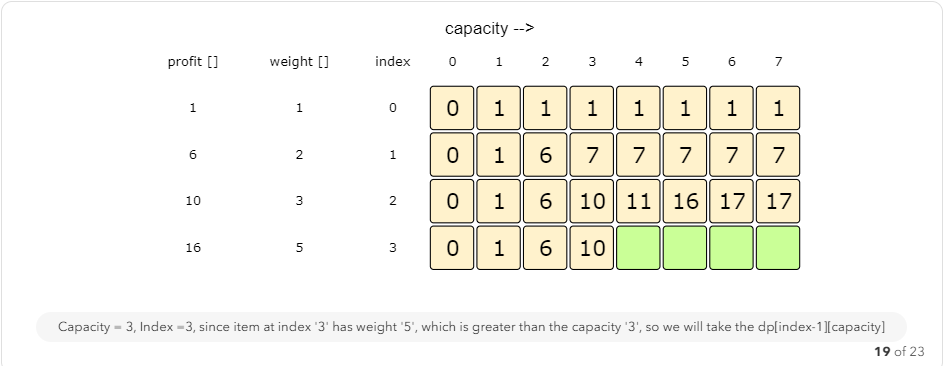 capacity -->
profit [] weight [] index 0 1 2 3 4 5 6 7
1 1 0 0 1 1 1 1 1 1 1
6 2 1 0 1 6 7 7 7 7 7
10 3 2 0 1 6 10 11 16 17 17
16 5 3 0 1 6 10
Capacity = 3, Index =3, since item at index '3' has weight '5', which is greater than the capacity '3', so we will take the dp[index-1][capacity]
19 of 23